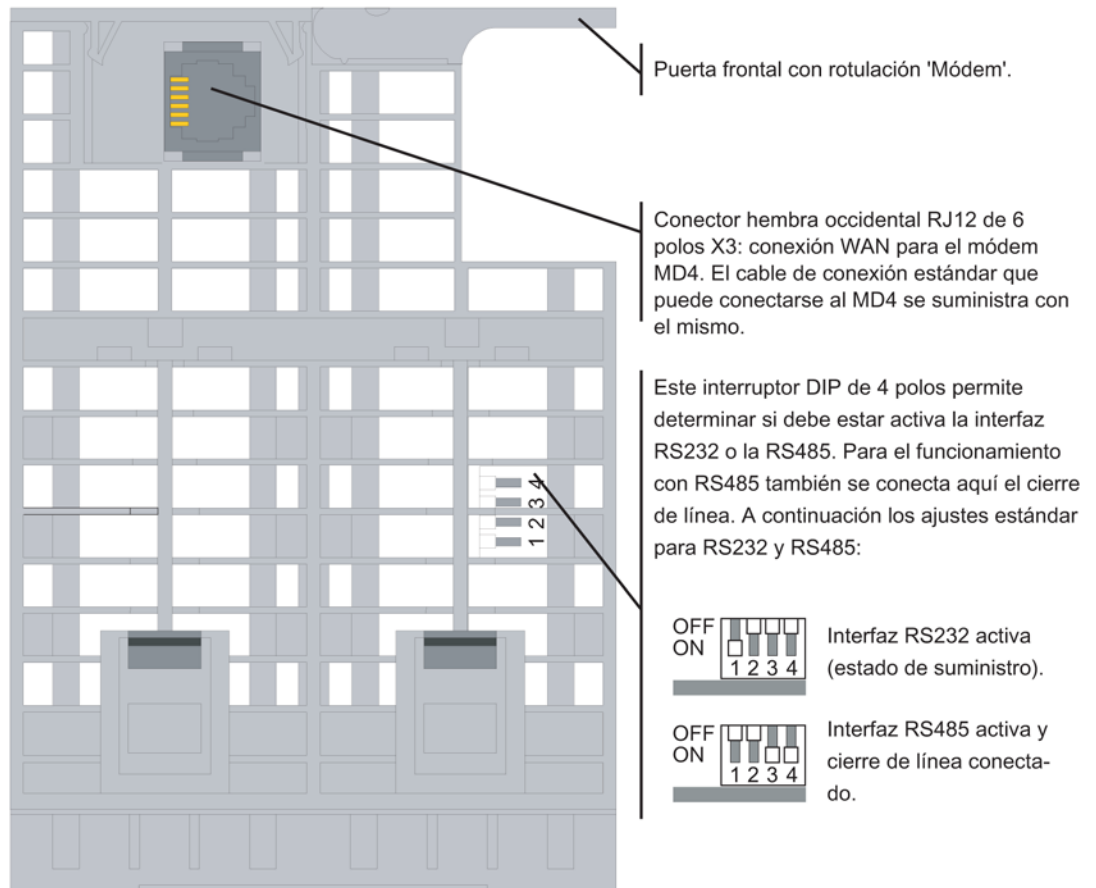 Puerta frontal con rotulación 'Módem'.
Conector hembra occidental RJ12 de 6
polos X3: conexión WAN para el módem
MD4. El cable de conexión estándar que
puede conectarse al MD4 se suministra con
el mismo.
Este interruptor DIP de 4 polos permite
determinar si debe estar activa la interfaz
RS232 o la RS485. Para el funcionamiento
con RS485 también se conecta aquí el cierre
de línea. A continuación los ajustes estándar
para RS232 y RS485:
1 2 3 4
OFF
ON
1 2 3 4
Interfaz RS232 activa
(estado de suministro).
OFF
ON
1 2 3 4
Interfaz RS485 activa y
cierre de línea conecta-
do.